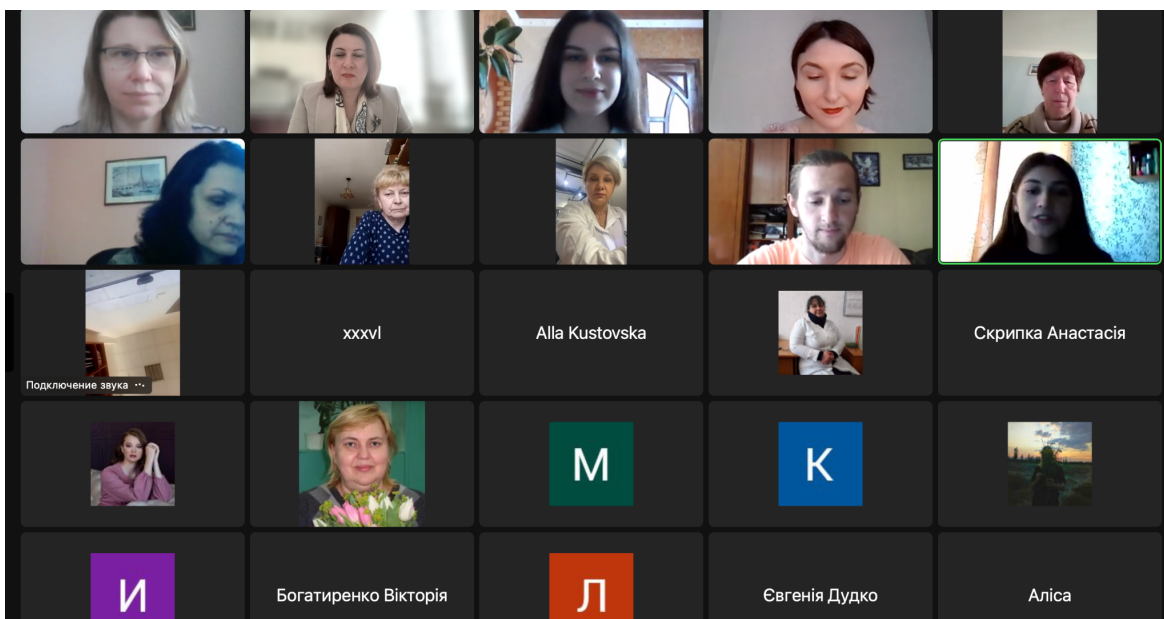 Подключение звука ...
xxxvl
Alla Kustovska
Скрипка Анастасія
М
К
И
Богатиренко Вікторія
Л
Євгенія Дудко
Аліса